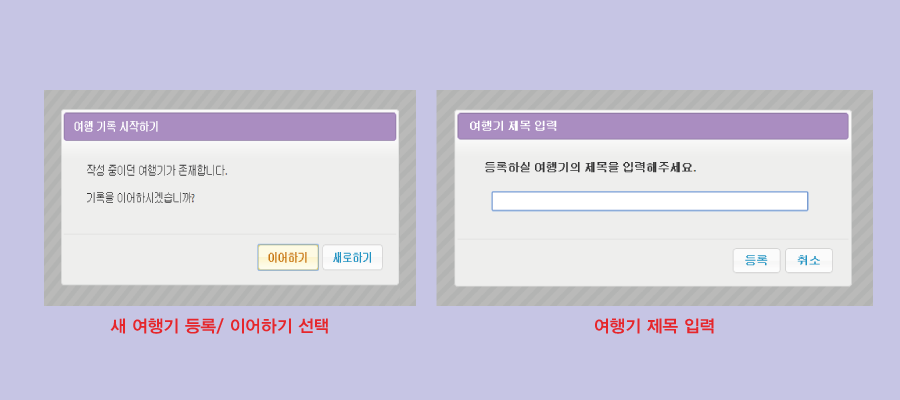 여행 기록 시작하기
작성 중이던 여행기가 존재합니다.
기록을 이어하시겠습니까?
이어하기 새로하기
새 여행기 등록/ 이어하기 선택
여행기 제목 입력
등록하실 여행기의 제목을 입력해주세요.
등록 취소
여행기 제목 입력